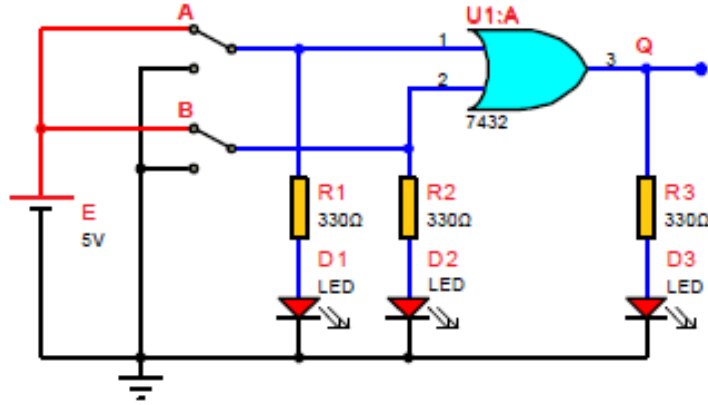 A
U1:A
1
Q
3
2
B
7432
R1
330Ω
R2
330Ω
R3
330Ω
E
5V
D1
LED
D2
LED
D3
LED